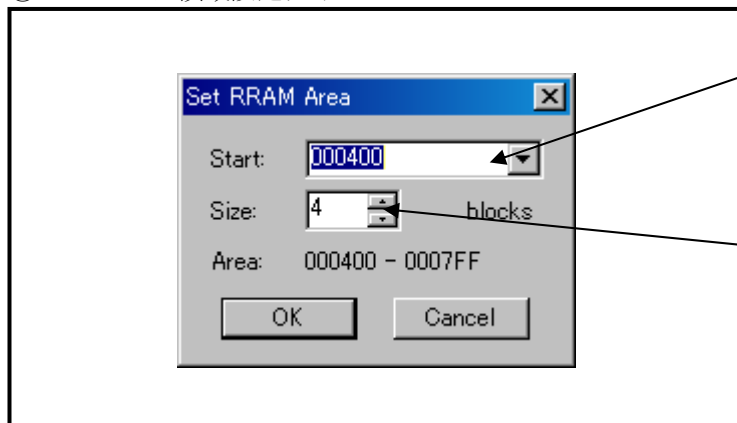 Set RRAM Area
Start: 000400
Size: 4 blocks
Area: 000400 - 0007FF
OK Cancel